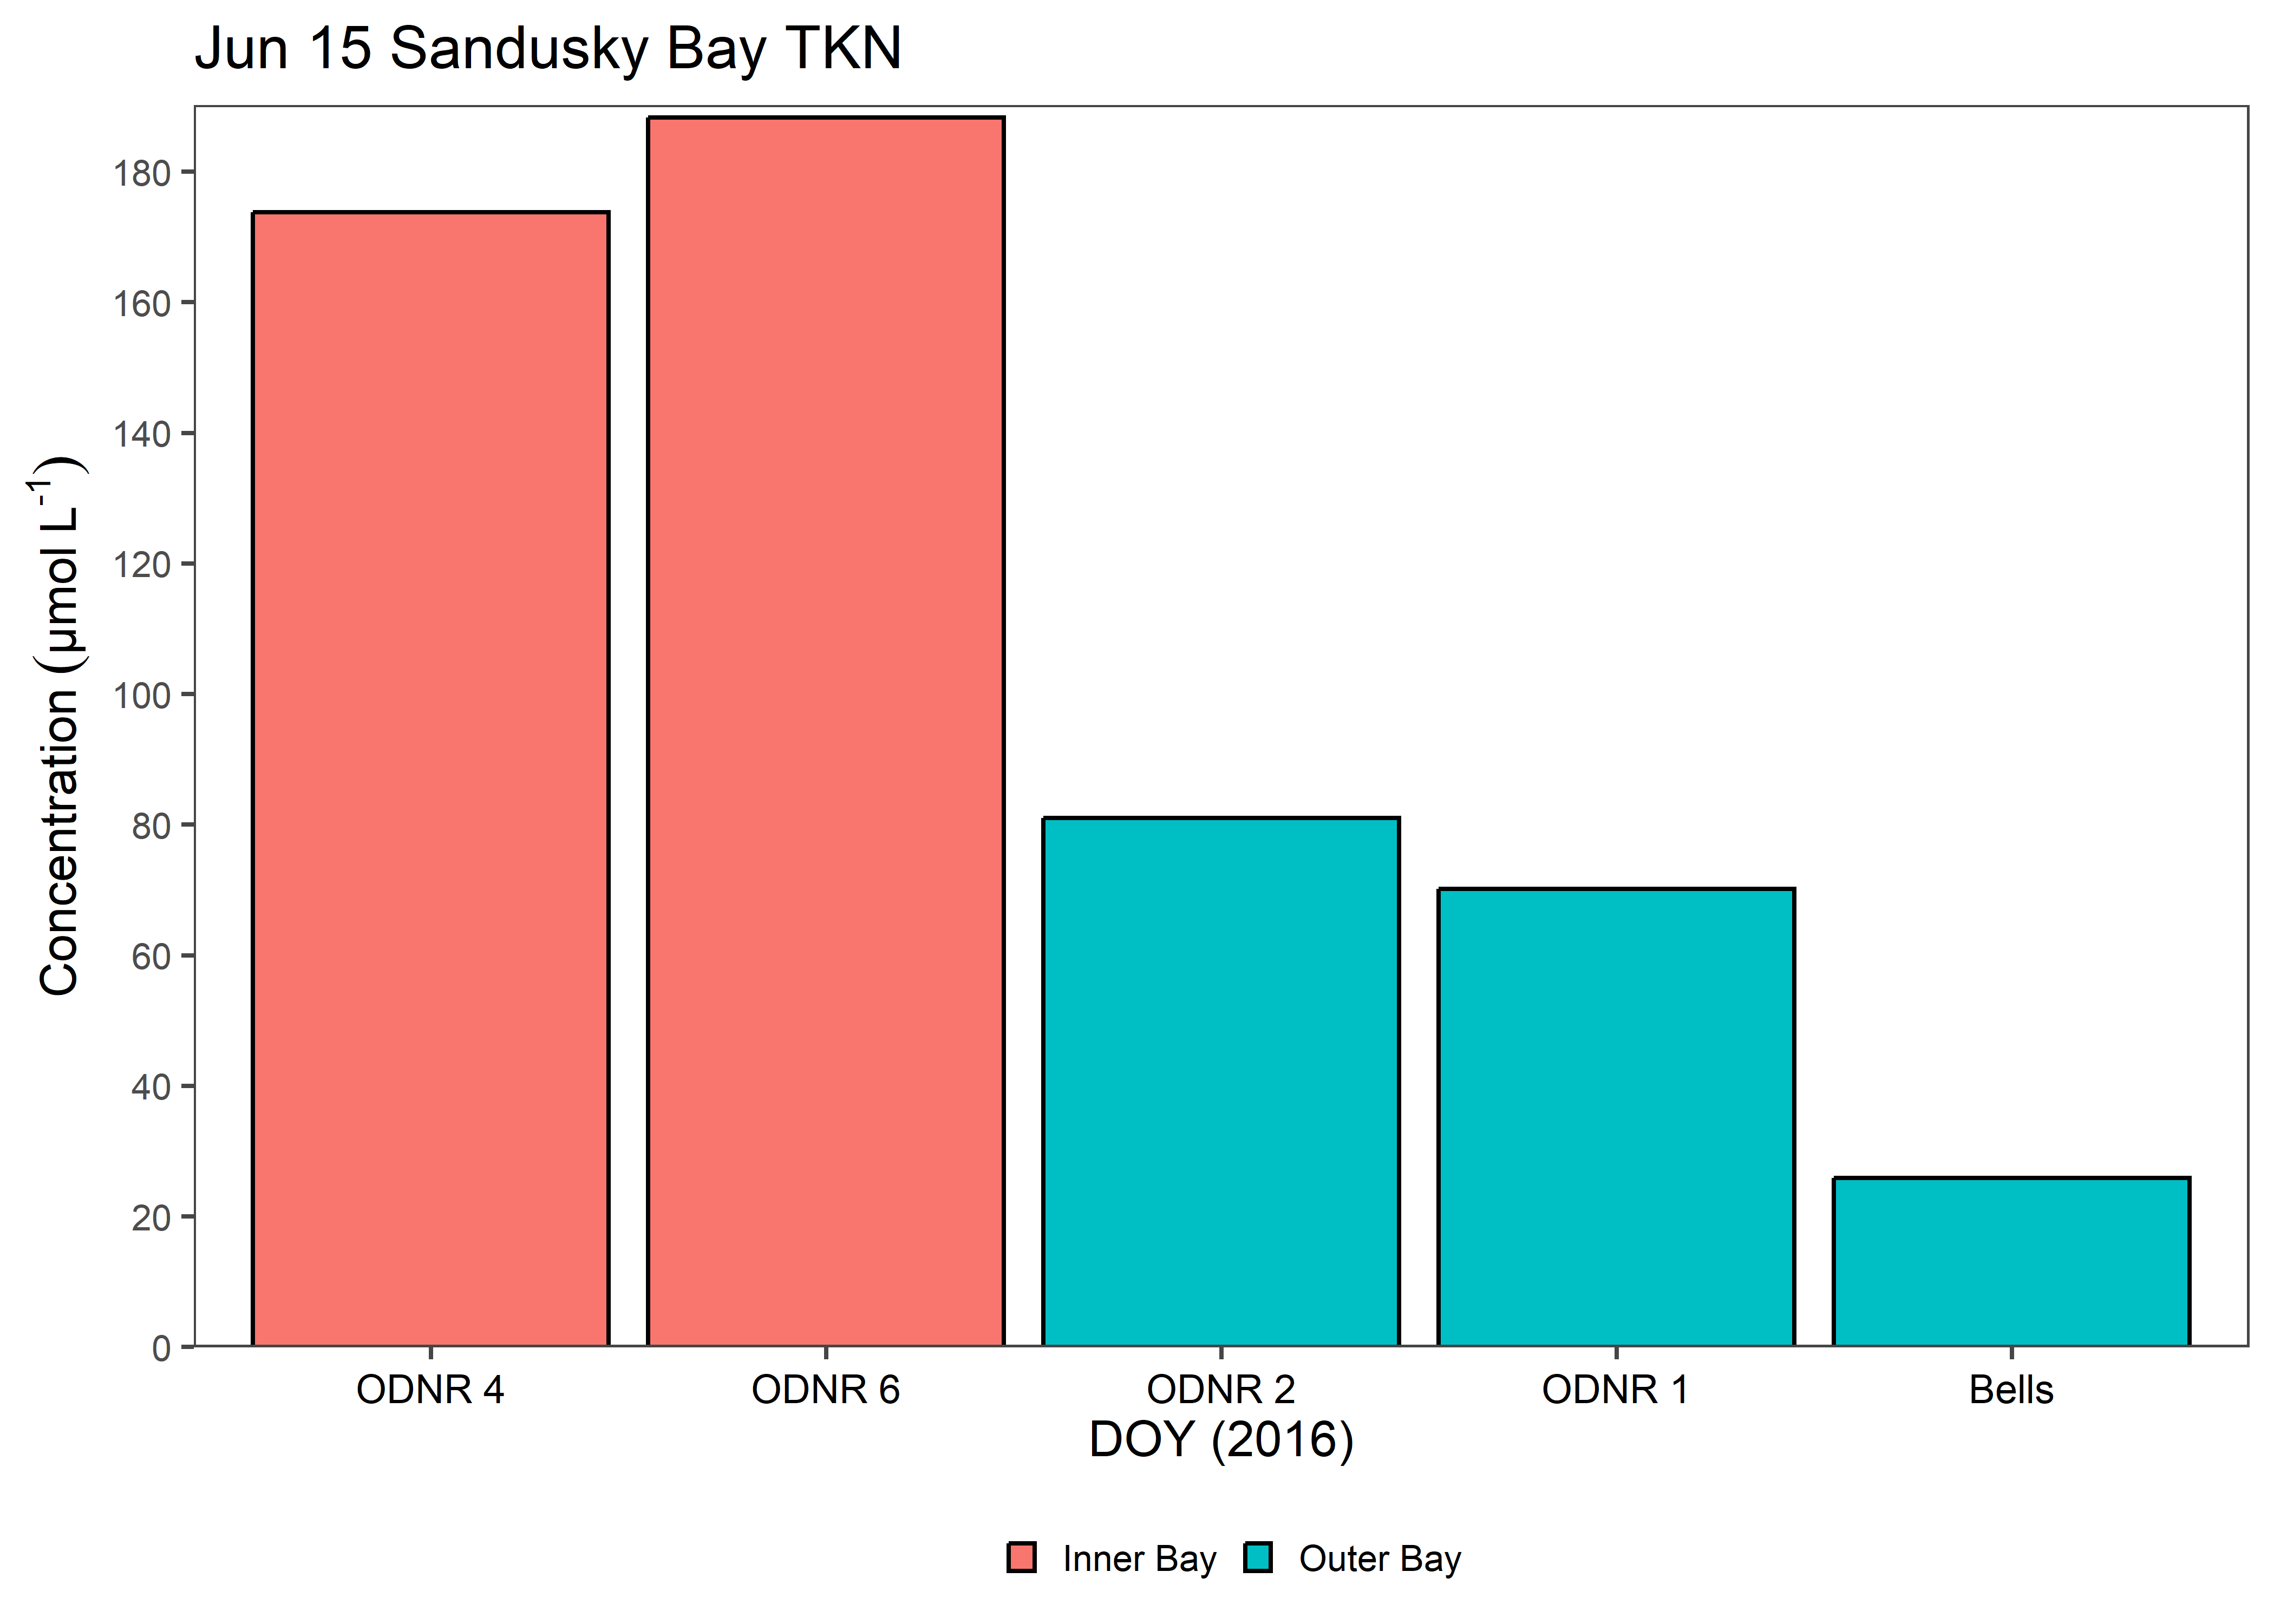 Jun 15 Sandusky Bay TKN
Concentration (µmol L⁻¹)
180
160
140
120
100
80
60
40
20
0
ODNR 4 ODNR 6 ODNR 2 ODNR 1 Bells
DOY (2016)
Inner Bay Outer Bay